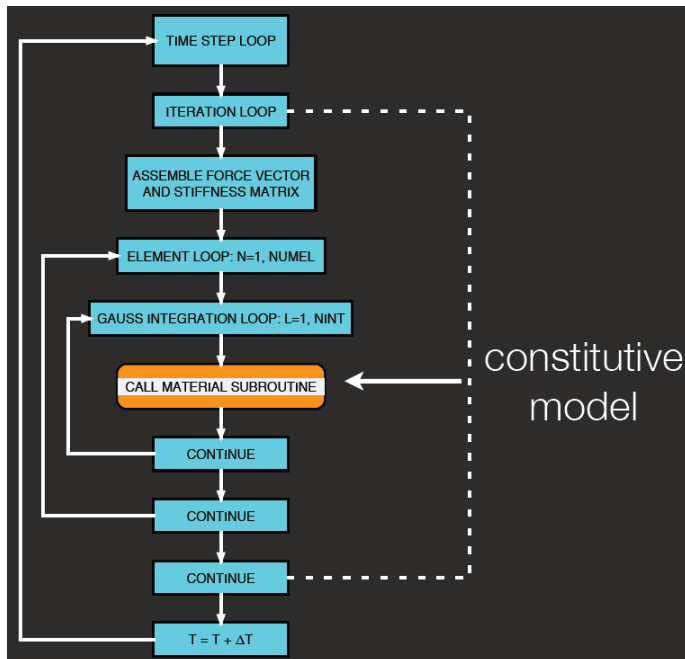 TIME STEP LOOP
ITERATION LOOP
ASSEMBLE FORCE VECTOR
AND STIFFNESS MATRIX
ELEMENT LOOP: N=1, NUMEL
GAUSS INTEGRATION LOOP: L=1, NINT
CALL MATERIAL SUBROUTINE
constitutive
model
CONTINUE
CONTINUE
CONTINUE
T = T + ΔT